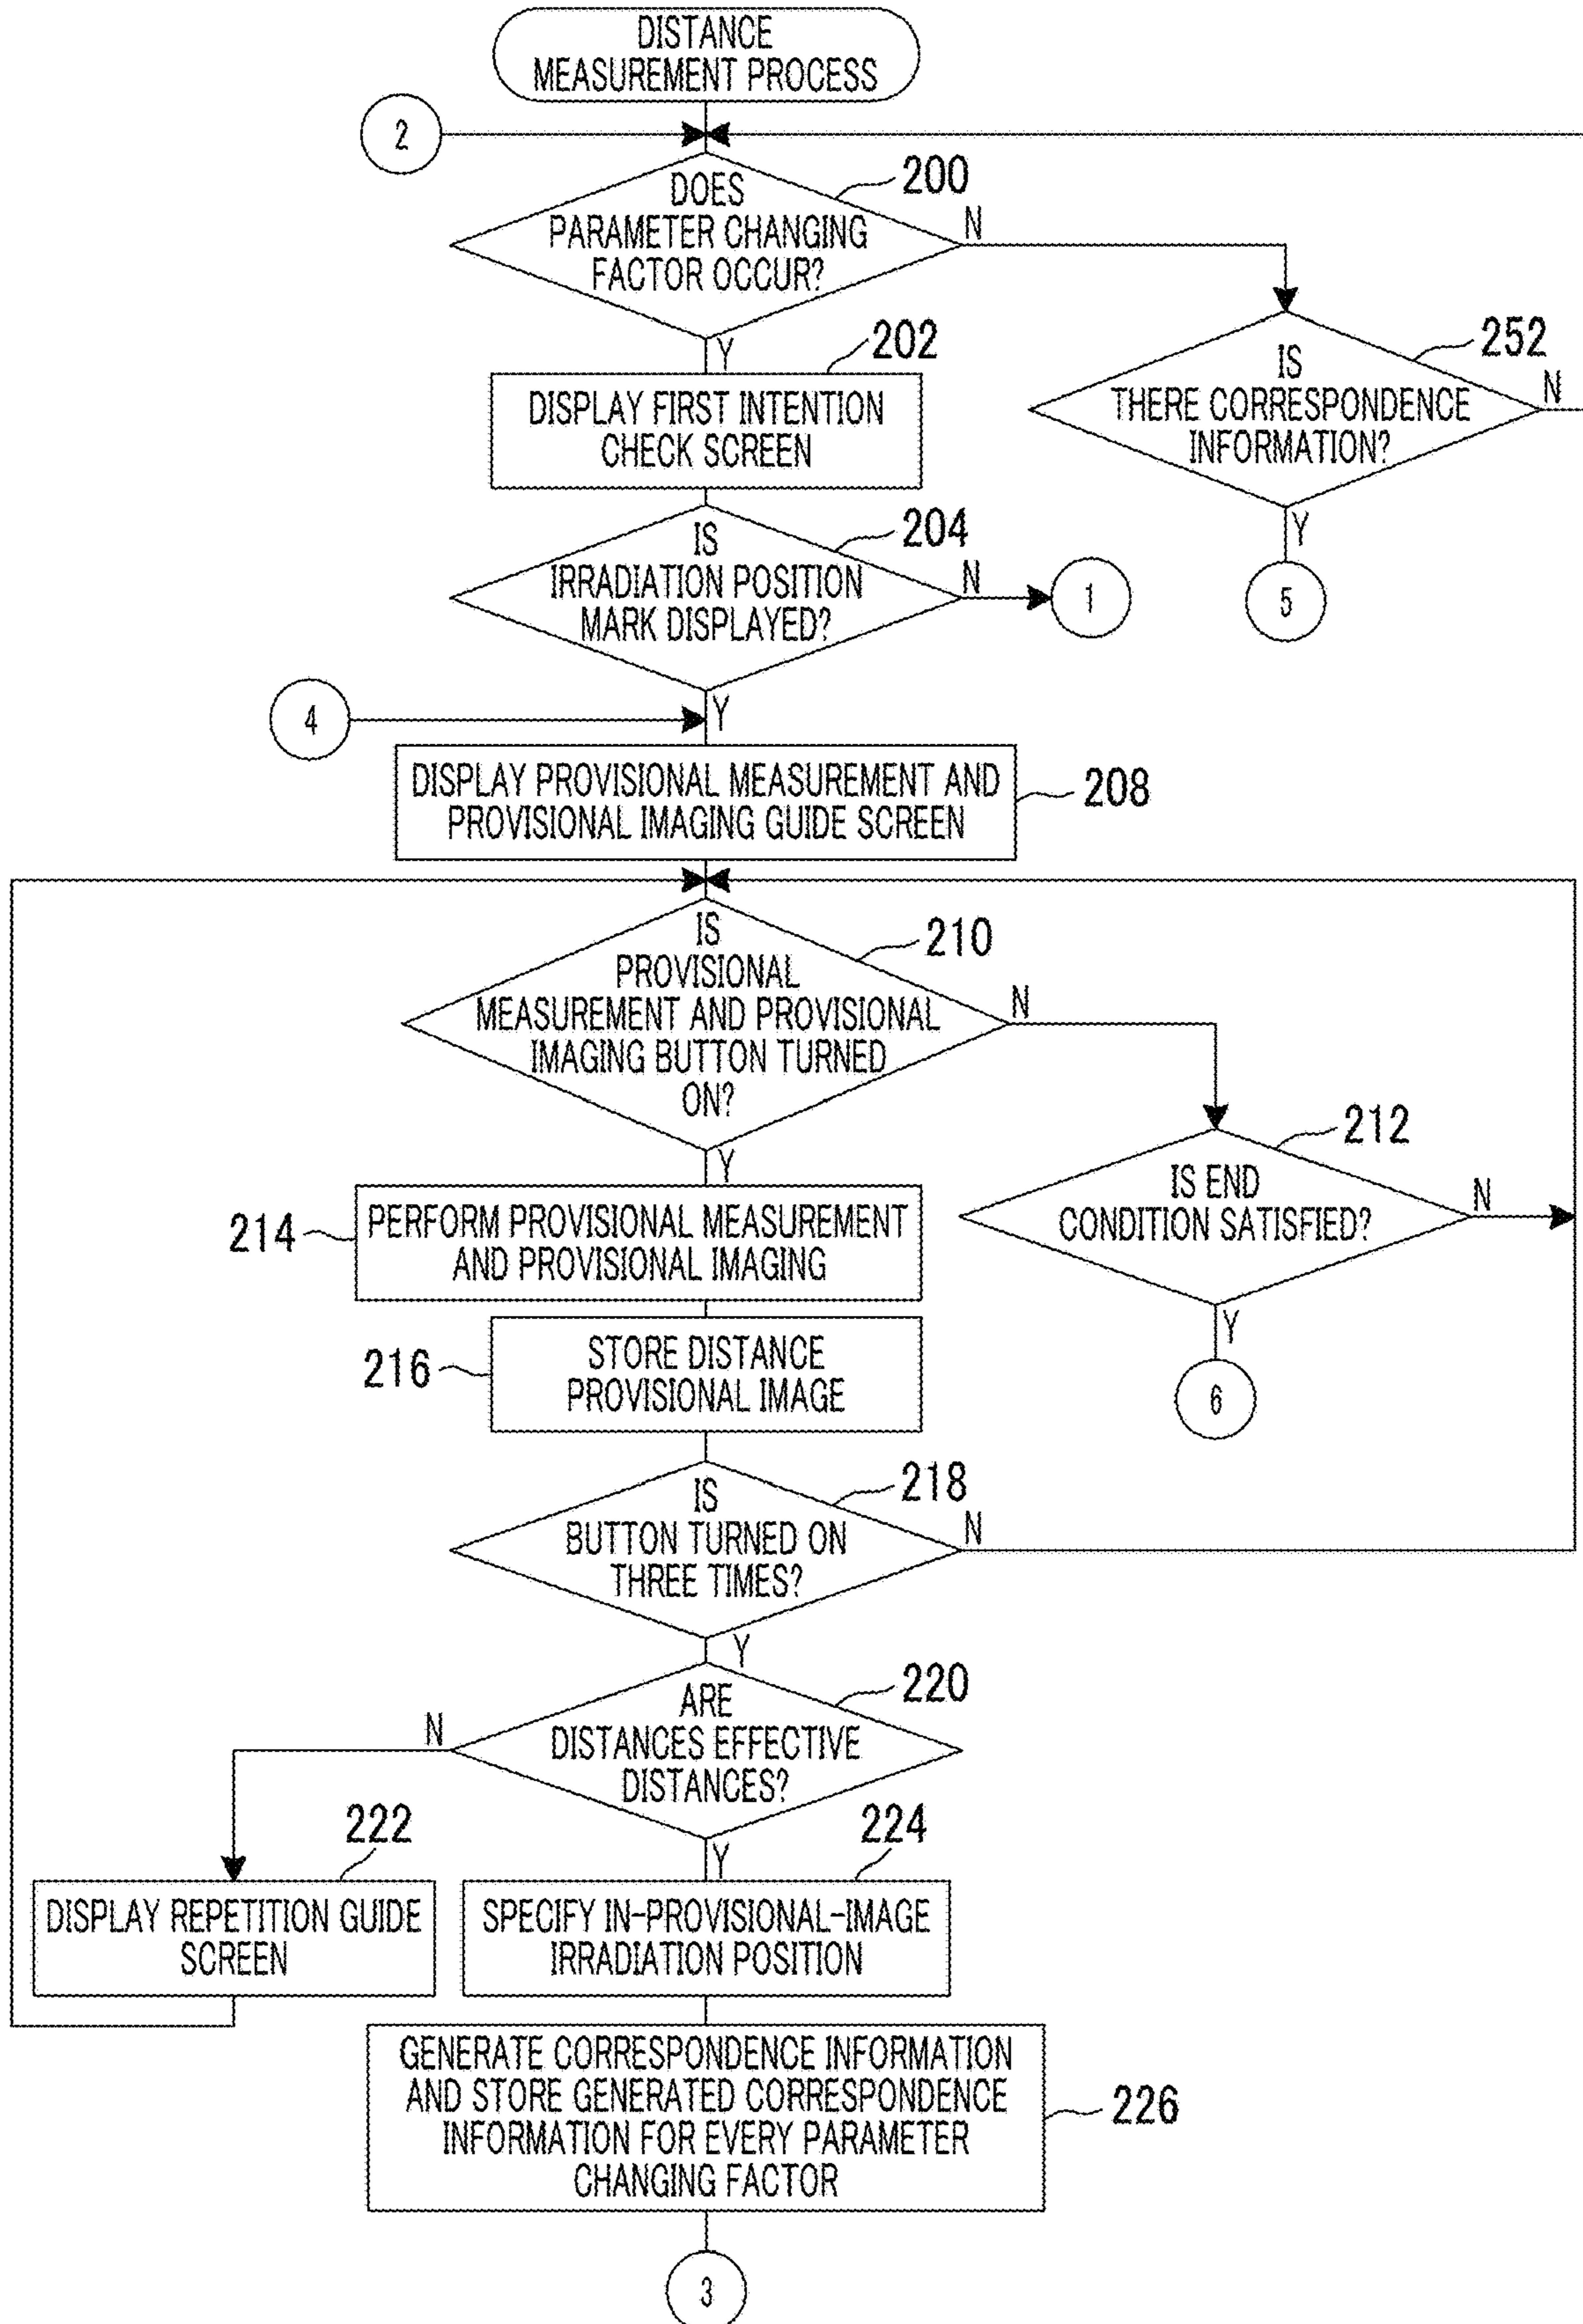 DISTANCE
MEASUREMENT PROCESS
2
DOES
PARAMETER CHANGING
FACTOR OCCUR?
200
N
Y
202
DISPLAY FIRST INTENTION
CHECK SCREEN
252
IS
THERE CORRESPONDENCE
INFORMATION?
N
Y
5
204
IS
IRRADIATION POSITION
MARK DISPLAYED?
N
1
Y
4
DISPLAY PROVISIONAL MEASUREMENT AND
PROVISIONAL IMAGING GUIDE SCREEN
208
IS
PROVISIONAL
MEASUREMENT AND PROVISIONAL
IMAGING BUTTON TURNED
ON?
210
N
Y
212
IS END
CONDITION SATISFIED?
N
Y
6
214
PERFORM PROVISIONAL MEASUREMENT
AND PROVISIONAL IMAGING
216
STORE DISTANCE
PROVISIONAL IMAGE
218
IS
BUTTON TURNED ON
THREE TIMES?
N
Y
220
ARE
DISTANCES EFFECTIVE
DISTANCES?
N
Y
222
DISPLAY REPETITION GUIDE
SCREEN
224
SPECIFY IN-PROVISIONAL-IMAGE
IRRADIATION POSITION
GENERATE CORRESPONDENCE INFORMATION
AND STORE GENERATED CORRESPONDENCE
INFORMATION FOR EVERY PARAMETER
CHANGING FACTOR
226
3